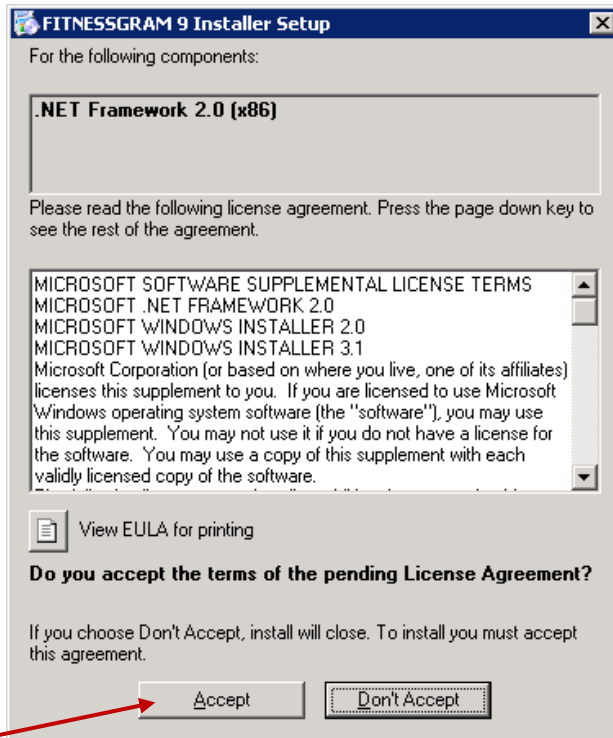 FITNESSGRAM 9 Installer Setup
For the following components:
.NET Framework 2.0 (x86)
Please read the following license agreement. Press the page down key to
see the rest of the agreement.
MICROSOFT SOFTWARE SUPPLEMENTAL LICENSE TERMS
MICROSOFT .NET FRAMEWORK 2.0
MICROSOFT WINDOWS INSTALLER 2.0
MICROSOFT WINDOWS INSTALLER 3.1
Microsoft Corporation (or based on where you live, one of its affiliates)
licenses this supplement to you.  If you are licensed to use Microsoft
Windows operating system software (the "software"), you may use
this supplement.  You may not use it if you do not have a license for
the software.  You may use a copy of this supplement with each
validly licensed copy of the software.
View EULA for printing
Do you accept the terms of the pending License Agreement?
If you choose Don't Accept, install will close. To install you must accept
this agreement.
Accept
Don't Accept